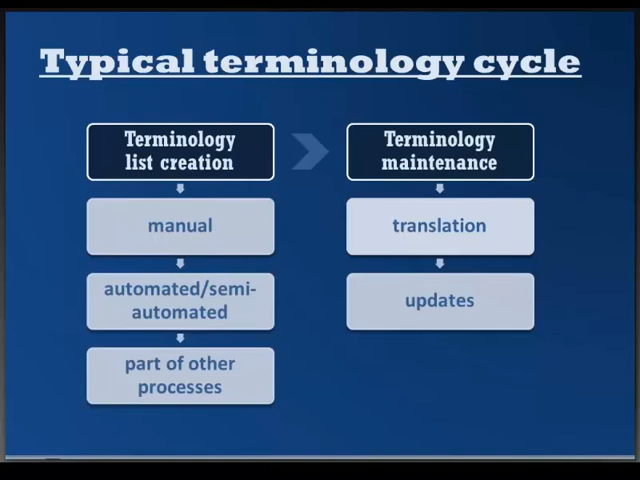 Typical terminology cycle
Terminology
list creation
manual
automated/semi-
automated
part of other
processes
Terminology
maintenance
translation
updates